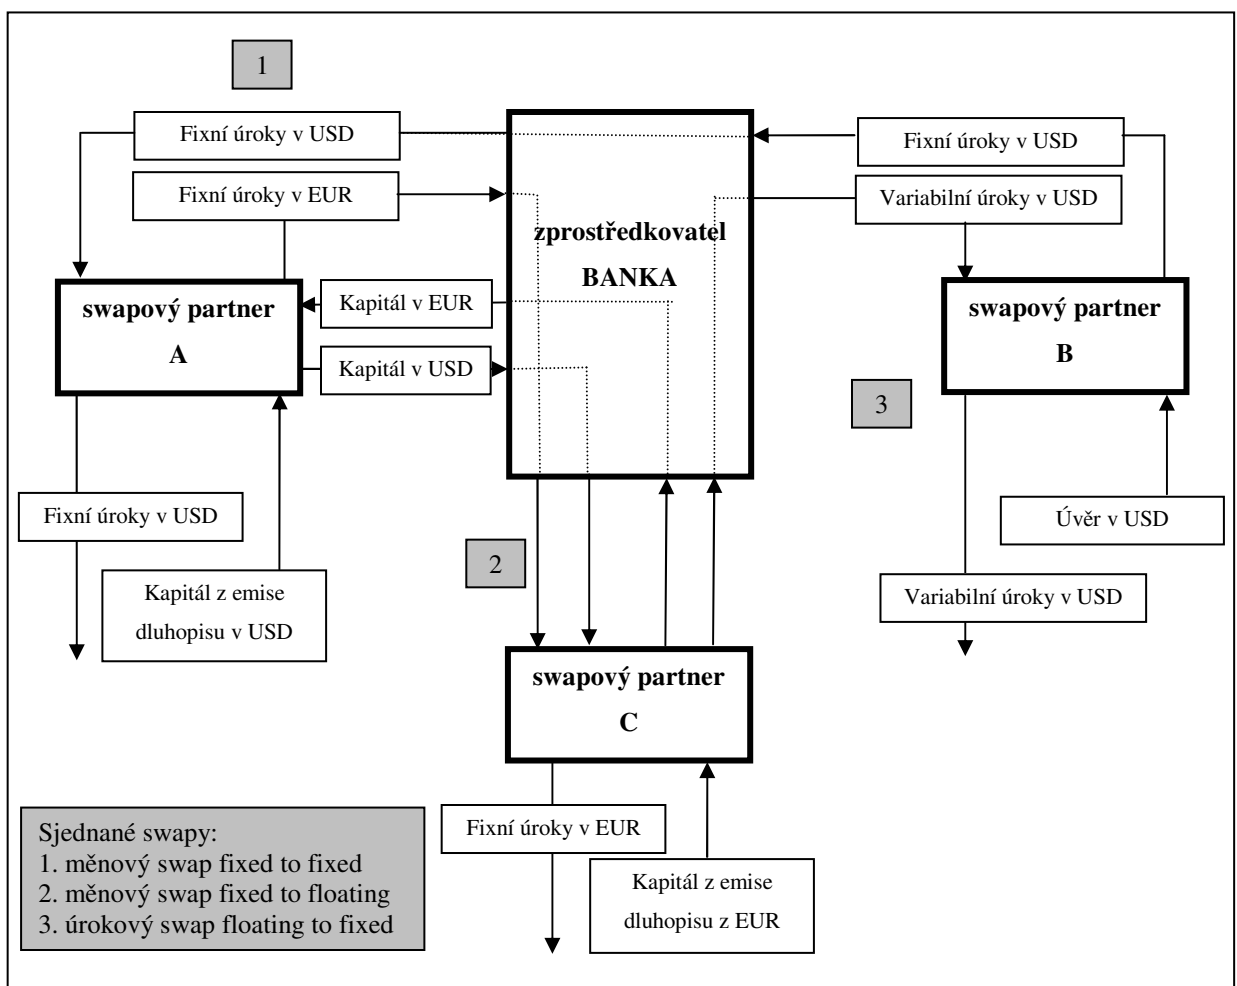 1
Fixní úroky v USD
Fixní úroky v USD
Fixní úroky v EUR
Variabilní úroky v USD
zprostředkovatel
BANKA
swapový partner
A
Kapitál v EUR
Kapitál v USD
swapový partner
B
3
Fixní úroky v USD
Úvěr v USD
2
Kapitál z emise
dluhopisu v USD
Variabilní úroky v USD
swapový partner
C
Fixní úroky v EUR
Kapitál z emise
dluhopisu z EUR
Sjednané swapy:
1. měnový swap fixed to fixed
2. měnový swap fixed to floating
3. úrokový swap floating to fixed